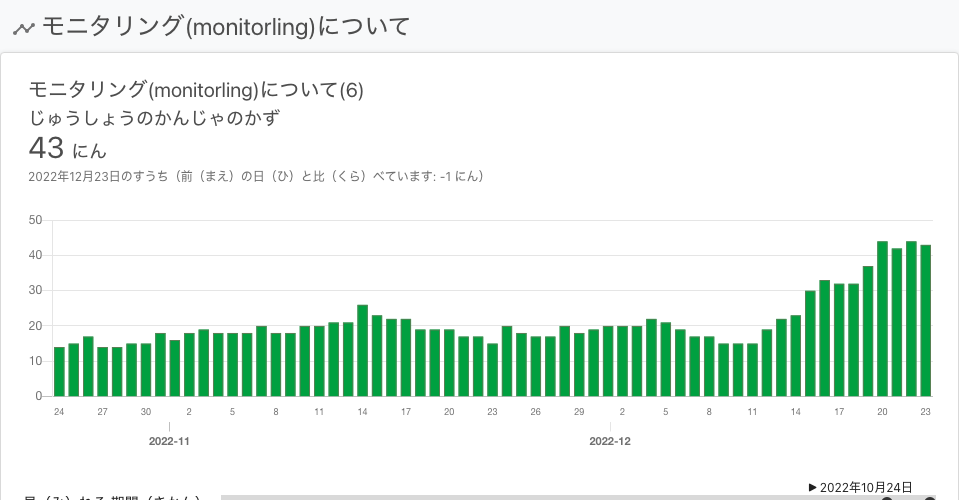 モニタリング(monitorling)について
モニタリング(monitorling)について(6)
じゅうしょうのかんじゃのかず
43 にん
2022年12月23日のすうち（前（まえ）の日（ひ）と比（くら）べています: -1 にん）
50
40
30
20
10
0
24 27 30 2 5 8 11 14 17 20 23 26 29 2 5 8 11 14 17 20 23
2022-11 2022-12
▶ 2022年10月24日